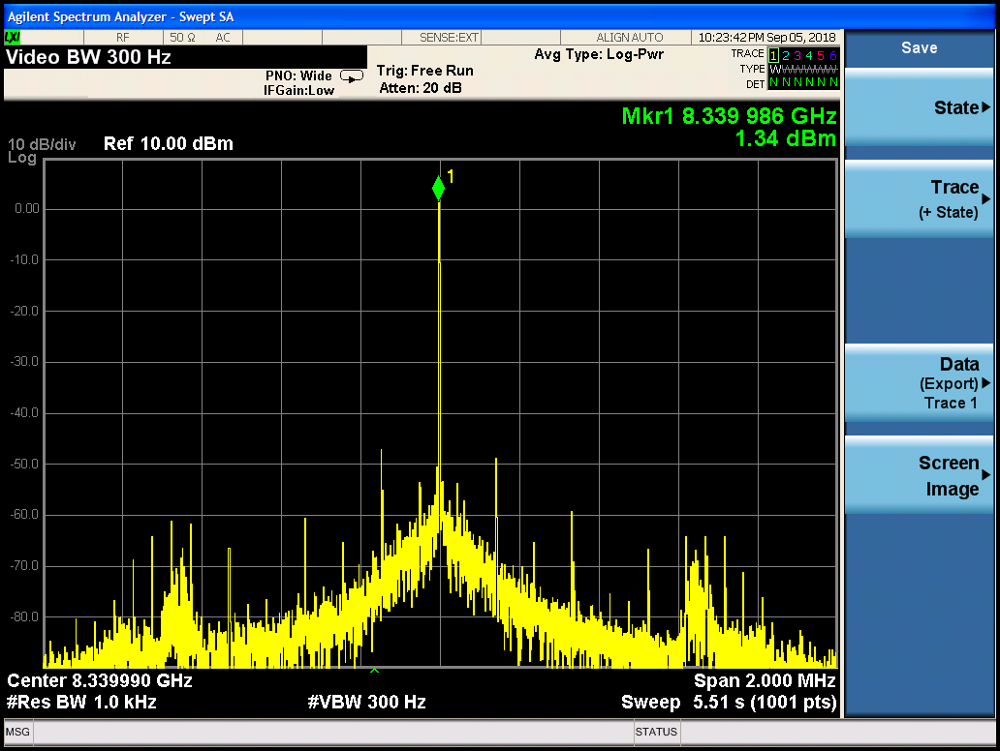 Agilent Spectrum Analyzer - Swept SA
LXI
RF
50 Ω
AC
SENSE:EXT
ALIGN AUTO
10:23:42 PM Sep 05, 2018
Video BW 300 Hz
PNO: Wide
IFGain:Low
Trig: Free Run
Atten: 20 dB
Avg Type: Log-Pwr
TRACE 1 2 3 4 5 6
TYPE W
DET N N N N N N
Mkr1 8.339 986 GHz
1.34 dBm
10 dB/div
Log
Ref 10.00 dBm
1
0.00
-10.0
-20.0
-30.0
-40.0
-50.0
-60.0
-70.0
-80.0
Center 8.339990 GHz
Span 2.000 MHz
#Res BW 1.0 kHz
#VBW 300 Hz
Sweep 5.51 s (1001 pts)
MSG
STATUS
Save
State
Trace
(+ State)
Data
(Export)
Trace 1
Screen
Image